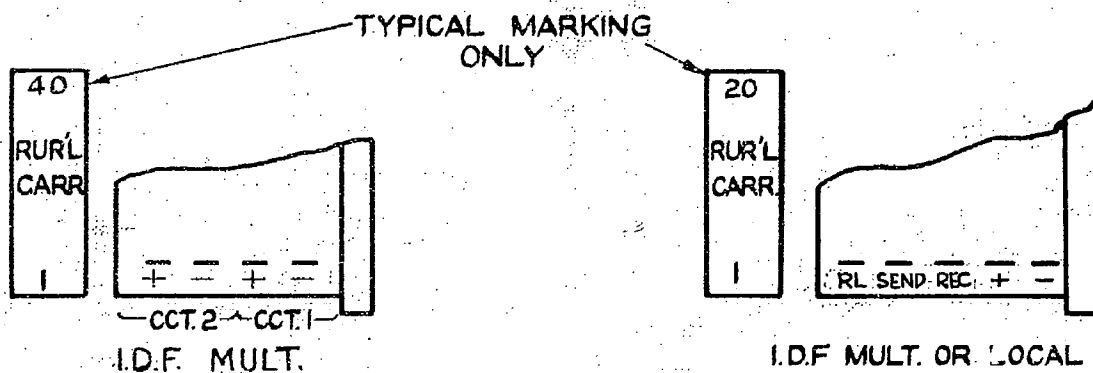 TYPICAL MARKING
ONLY
40
RUR'L
CARR
1
+ - + -
CCT. 2 CCT. 1
I.D.F. MULT.
20
RUR'L
CARR.
1
RL SEND REC. + -
I.D.F MULT. OR LOCAL